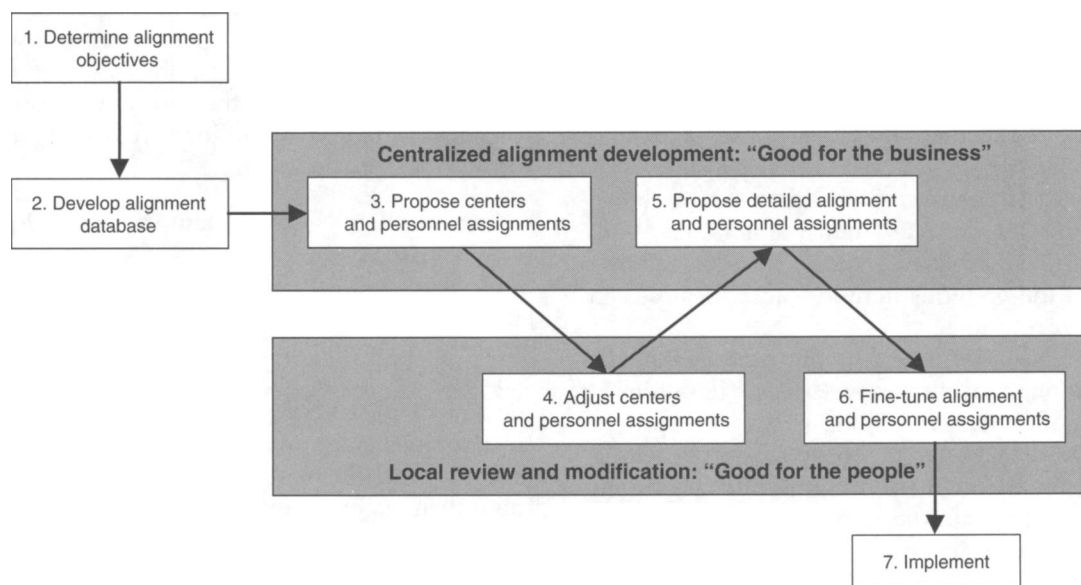 1. Determine alignment
objectives
Centralized alignment development: “Good for the business”
2. Develop alignment
database
3. Propose centers
and personnel assignments
5. Propose detailed alignment
and personnel assignments
4. Adjust centers
and personnel assignments
6. Fine-tune alignment
and personnel assignments
Local review and modification: “Good for the people”
7. Implement